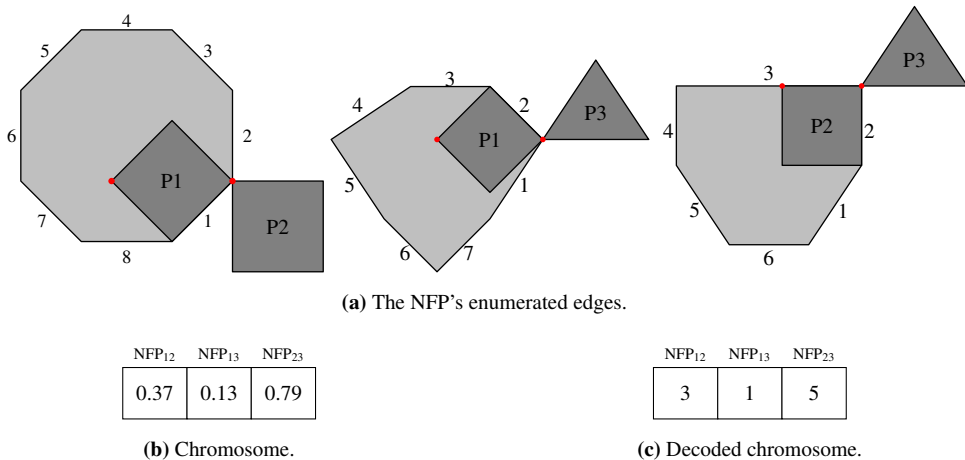 4
5
3
6
2
P1
7
1
P2
8
3
4
2
P1
P3
5
1
6
7
3
P3
4
P2
2
5
1
6
(a) The NFP's enumerated edges.
NFP12 NFP13 NFP23
0.37 0.13 0.79
(b) Chromosome.
NFP12 NFP13 NFP23
3 1 5
(c) Decoded chromosome.